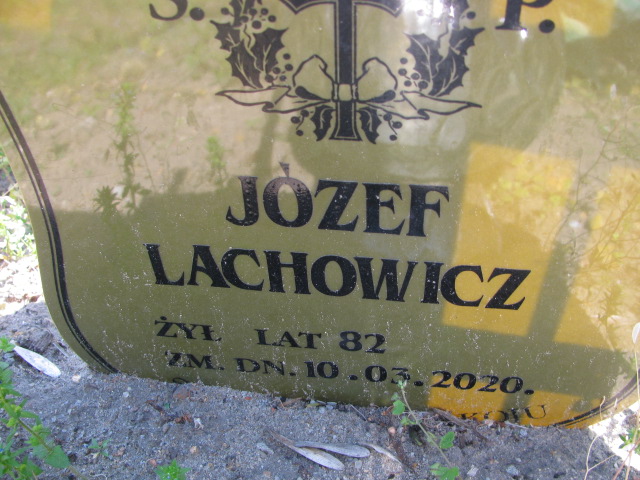 Ś. P.
JÓZEF
LACHOWICZ
ŻYŁ LAT 82
ZM. DN. 10.03.2020.